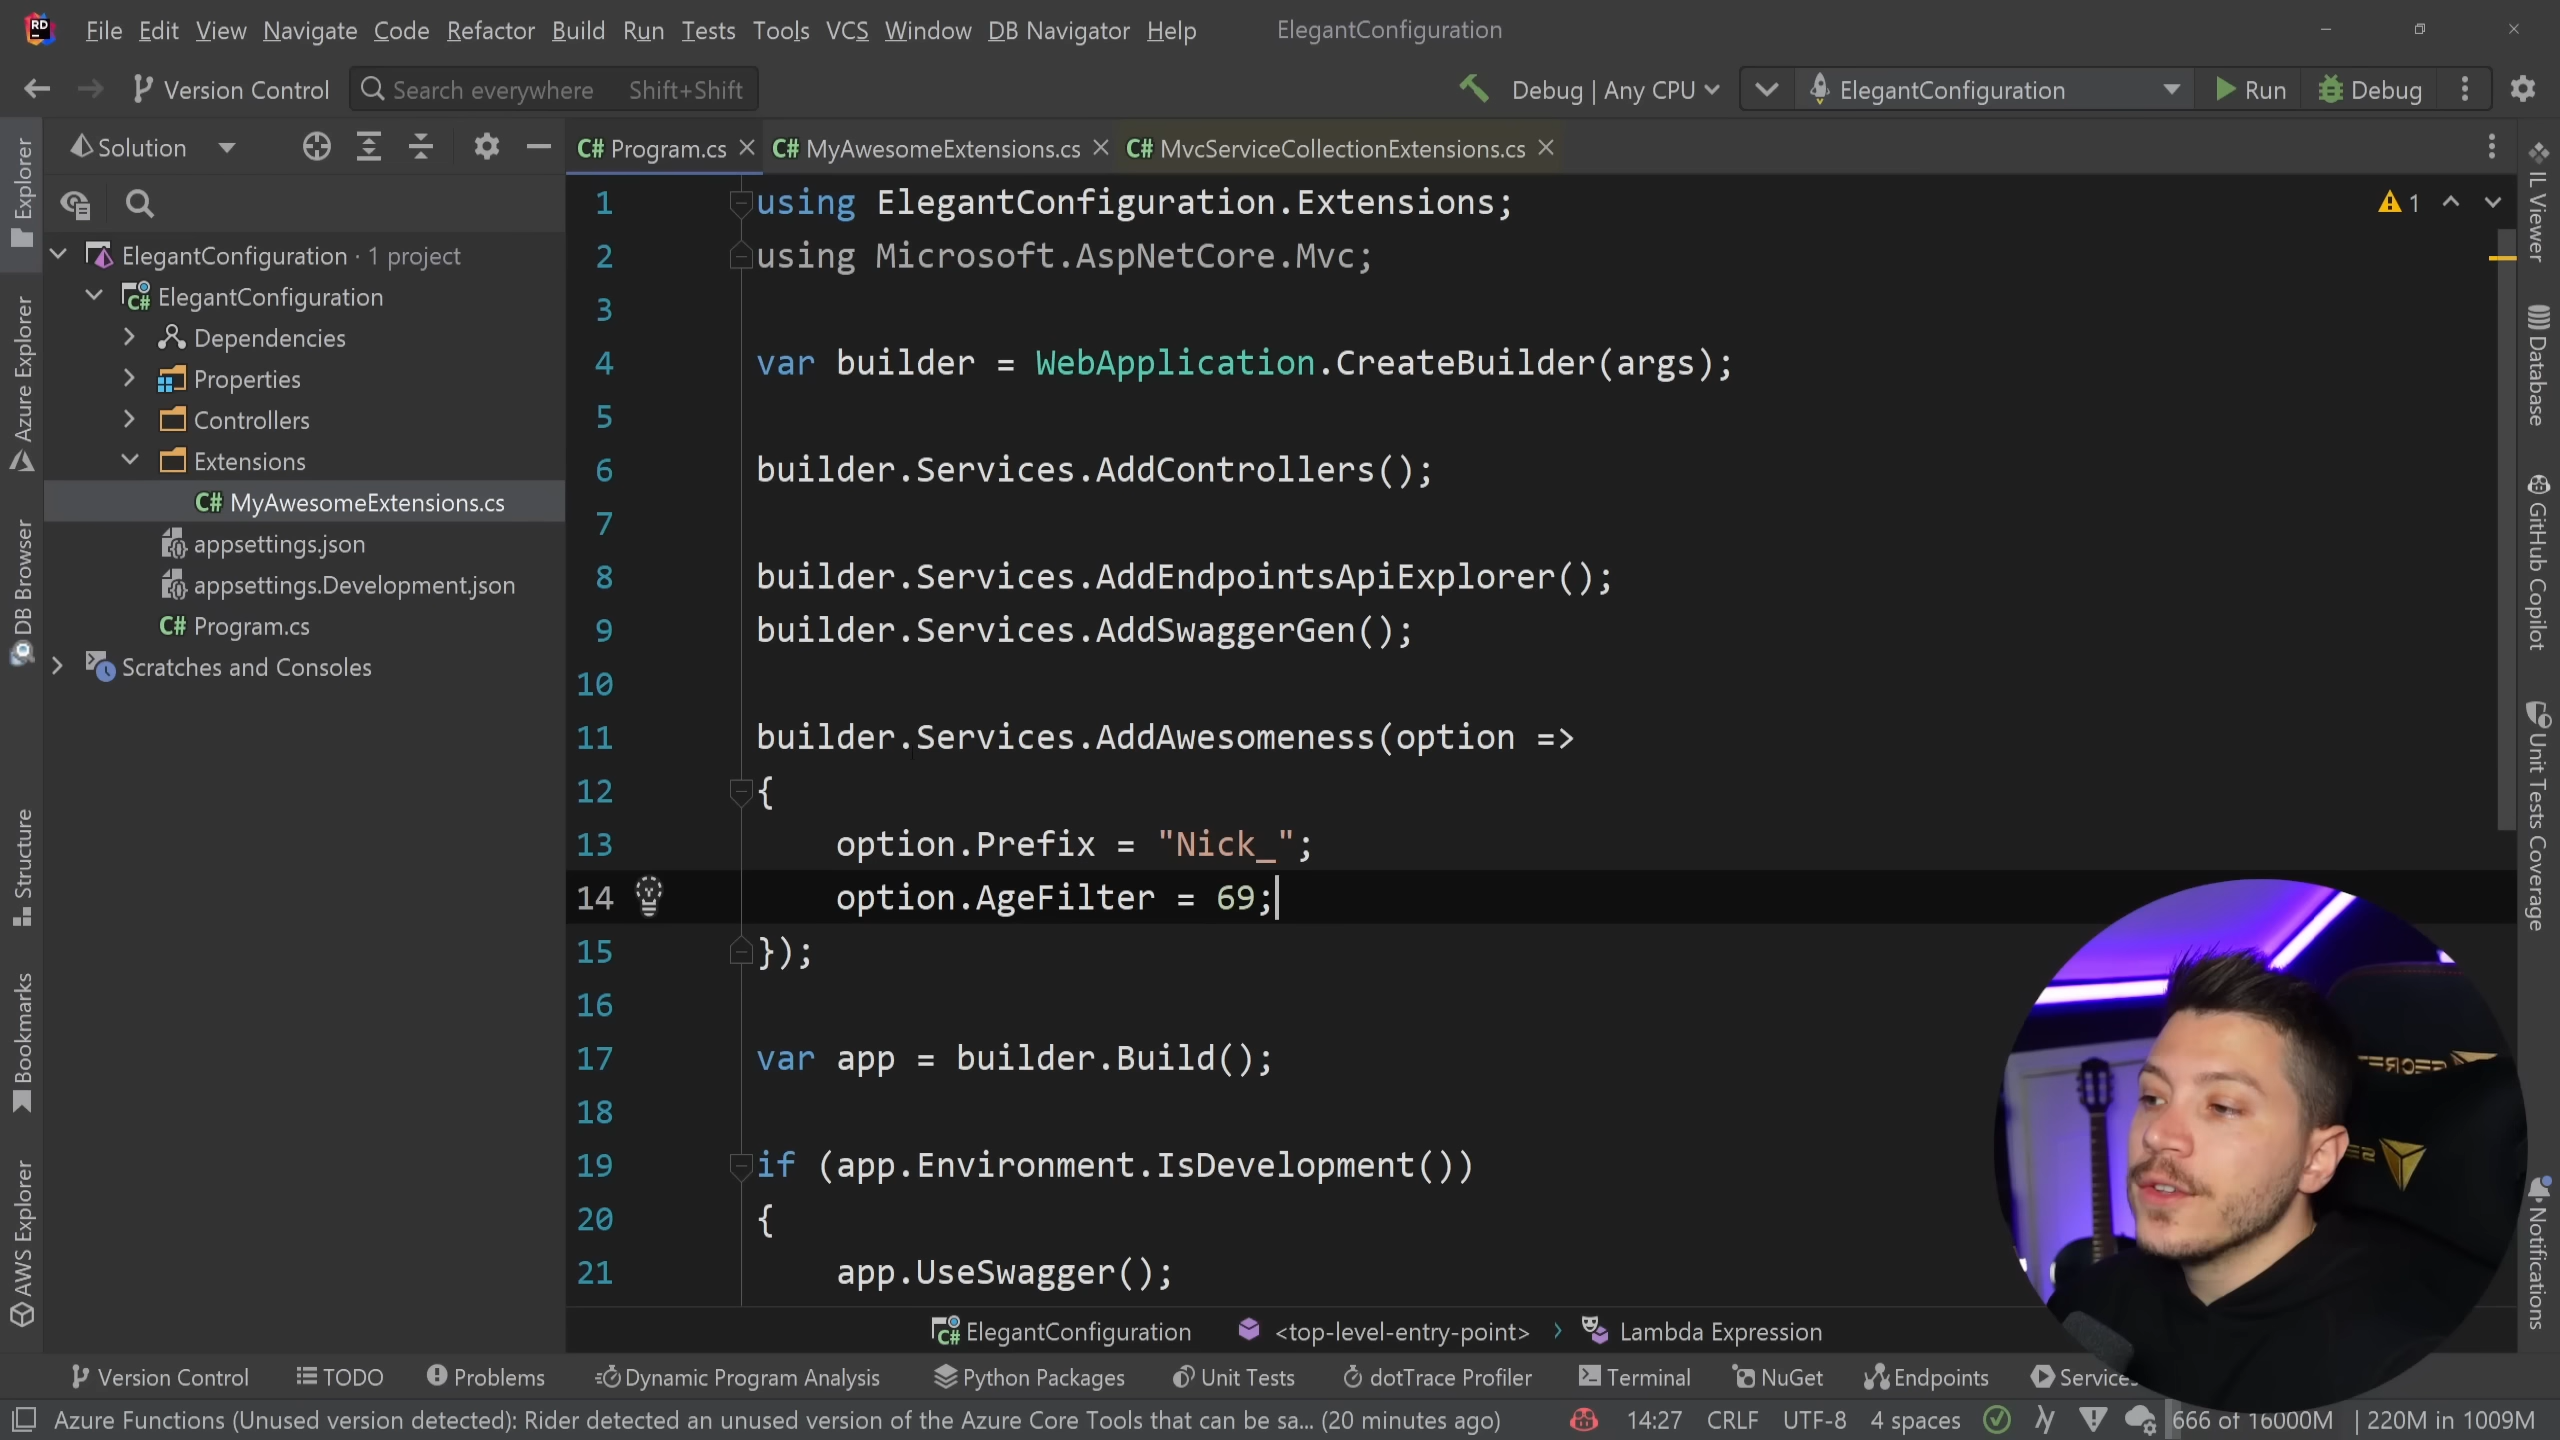 RD
File Edit View Navigate Code Refactor Build Run Tests Tools VCS Window DB Navigator Help ElegantConfiguration
Version Control Search everywhere Shift+Shift Debug | Any CPU ElegantConfiguration Run Debug
Solution C# Program.cs C# MyAwesomeExtensions.cs C# MvcServiceCollectionExtensions.cs
ElegantConfiguration · 1 project
C# ElegantConfiguration
Dependencies
Properties
Controllers
Extensions
C# MyAwesomeExtensions.cs
appsettings.json
appsettings.Development.json
C# Program.cs
Scratches and Consoles
Explorer
Azure Explorer
DB Browser
Structure
Bookmarks
AWS Explorer
1 using ElegantConfiguration.Extensions;
2 using Microsoft.AspNetCore.Mvc;
3
4 var builder = WebApplication.CreateBuilder(args);
5
6 builder.Services.AddControllers();
7
8 builder.Services.AddEndpointsApiExplorer();
9 builder.Services.AddSwaggerGen();
10
11 builder.Services.AddAwesomeness(option =>
12 {
13 option.Prefix = "Nick_";
14 option.AgeFilter = 69;
15 });
16
17 var app = builder.Build();
18
19 if (app.Environment.IsDevelopment())
20 {
21 app.UseSwagger();
1
IL Viewer
Database
GitHub Copilot
Unit Tests Coverage
Notifications
C# ElegantConfiguration <top-level-entry-point> Lambda Expression
Version Control TODO Problems Dynamic Program Analysis Python Packages Unit Tests dotTrace Profiler Terminal NuGet Endpoints Services
Azure Functions (Unused version detected): Rider detected an unused version of the Azure Core Tools that can be sa... (20 minutes ago) 14:27 CRLF UTF-8 4 spaces 666 of 16000M | 220M in 1009M